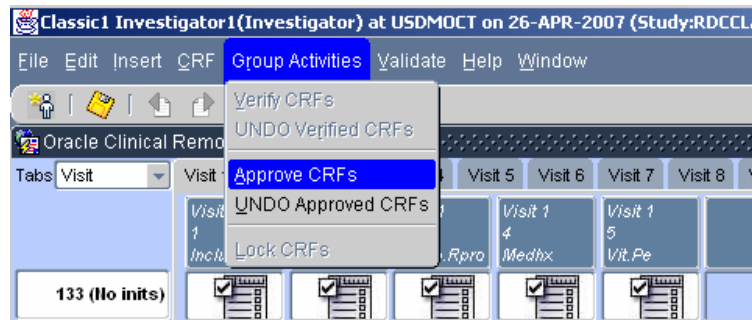 Classic1 Investigator1(Investigator) at USDMOCT on 26-APR-2007 (Study:RDCCL
File Edit Insert CRF Group Activities Validate Help Window
Verify CRFs
UNDO Verified CRFs
Oracle Clinical Remo
Approve CRFs
Tabs Visit Visit Visit 5 Visit 6 Visit 7 Visit 8
UNDO Approved CRFs
Lock CRFs
Visit
1
Inclu
.Rpro
Visit 1
4
Medhx
Visit 1
5
Vit.Pe
133 (No inits)